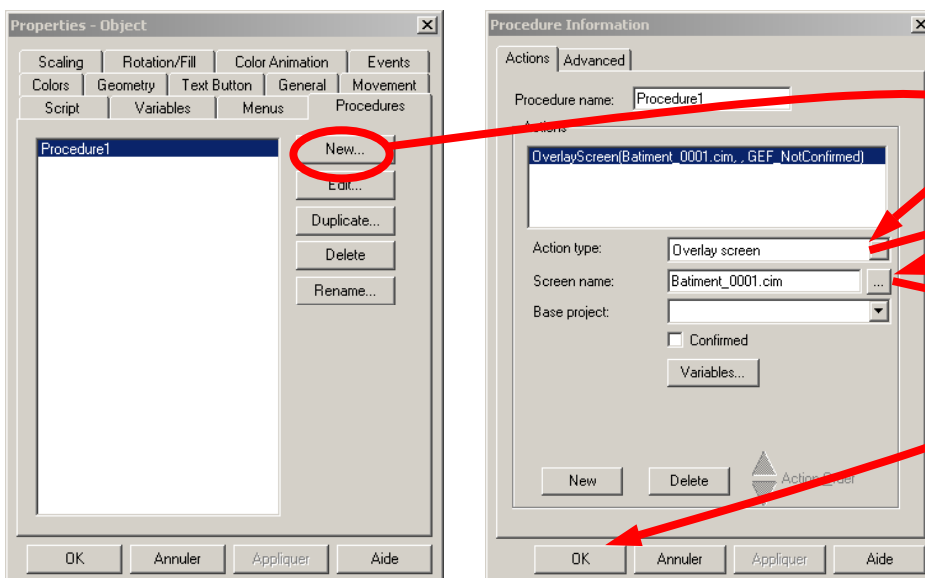 Properties - Object
Scaling Rotation/Fill Color Animation Events
Colors Geometry Text Button General Movement
Script Variables Menus Procedures
Procedure1
New...
Edit...
Duplicate...
Delete
Rename...
OK Annuler Appliquer Aide
Procedure Information
Actions Advanced
Procedure name: Procedure1
Actions
OverlayScreen(Batiment_0001.cim, , GEF_NotConfirmed)
Action type: Overlay screen
Screen name: Batiment_0001.cim ...
Base project:
Confirmed
Variables...
New Delete Action Order
OK Annuler Appliquer Aide